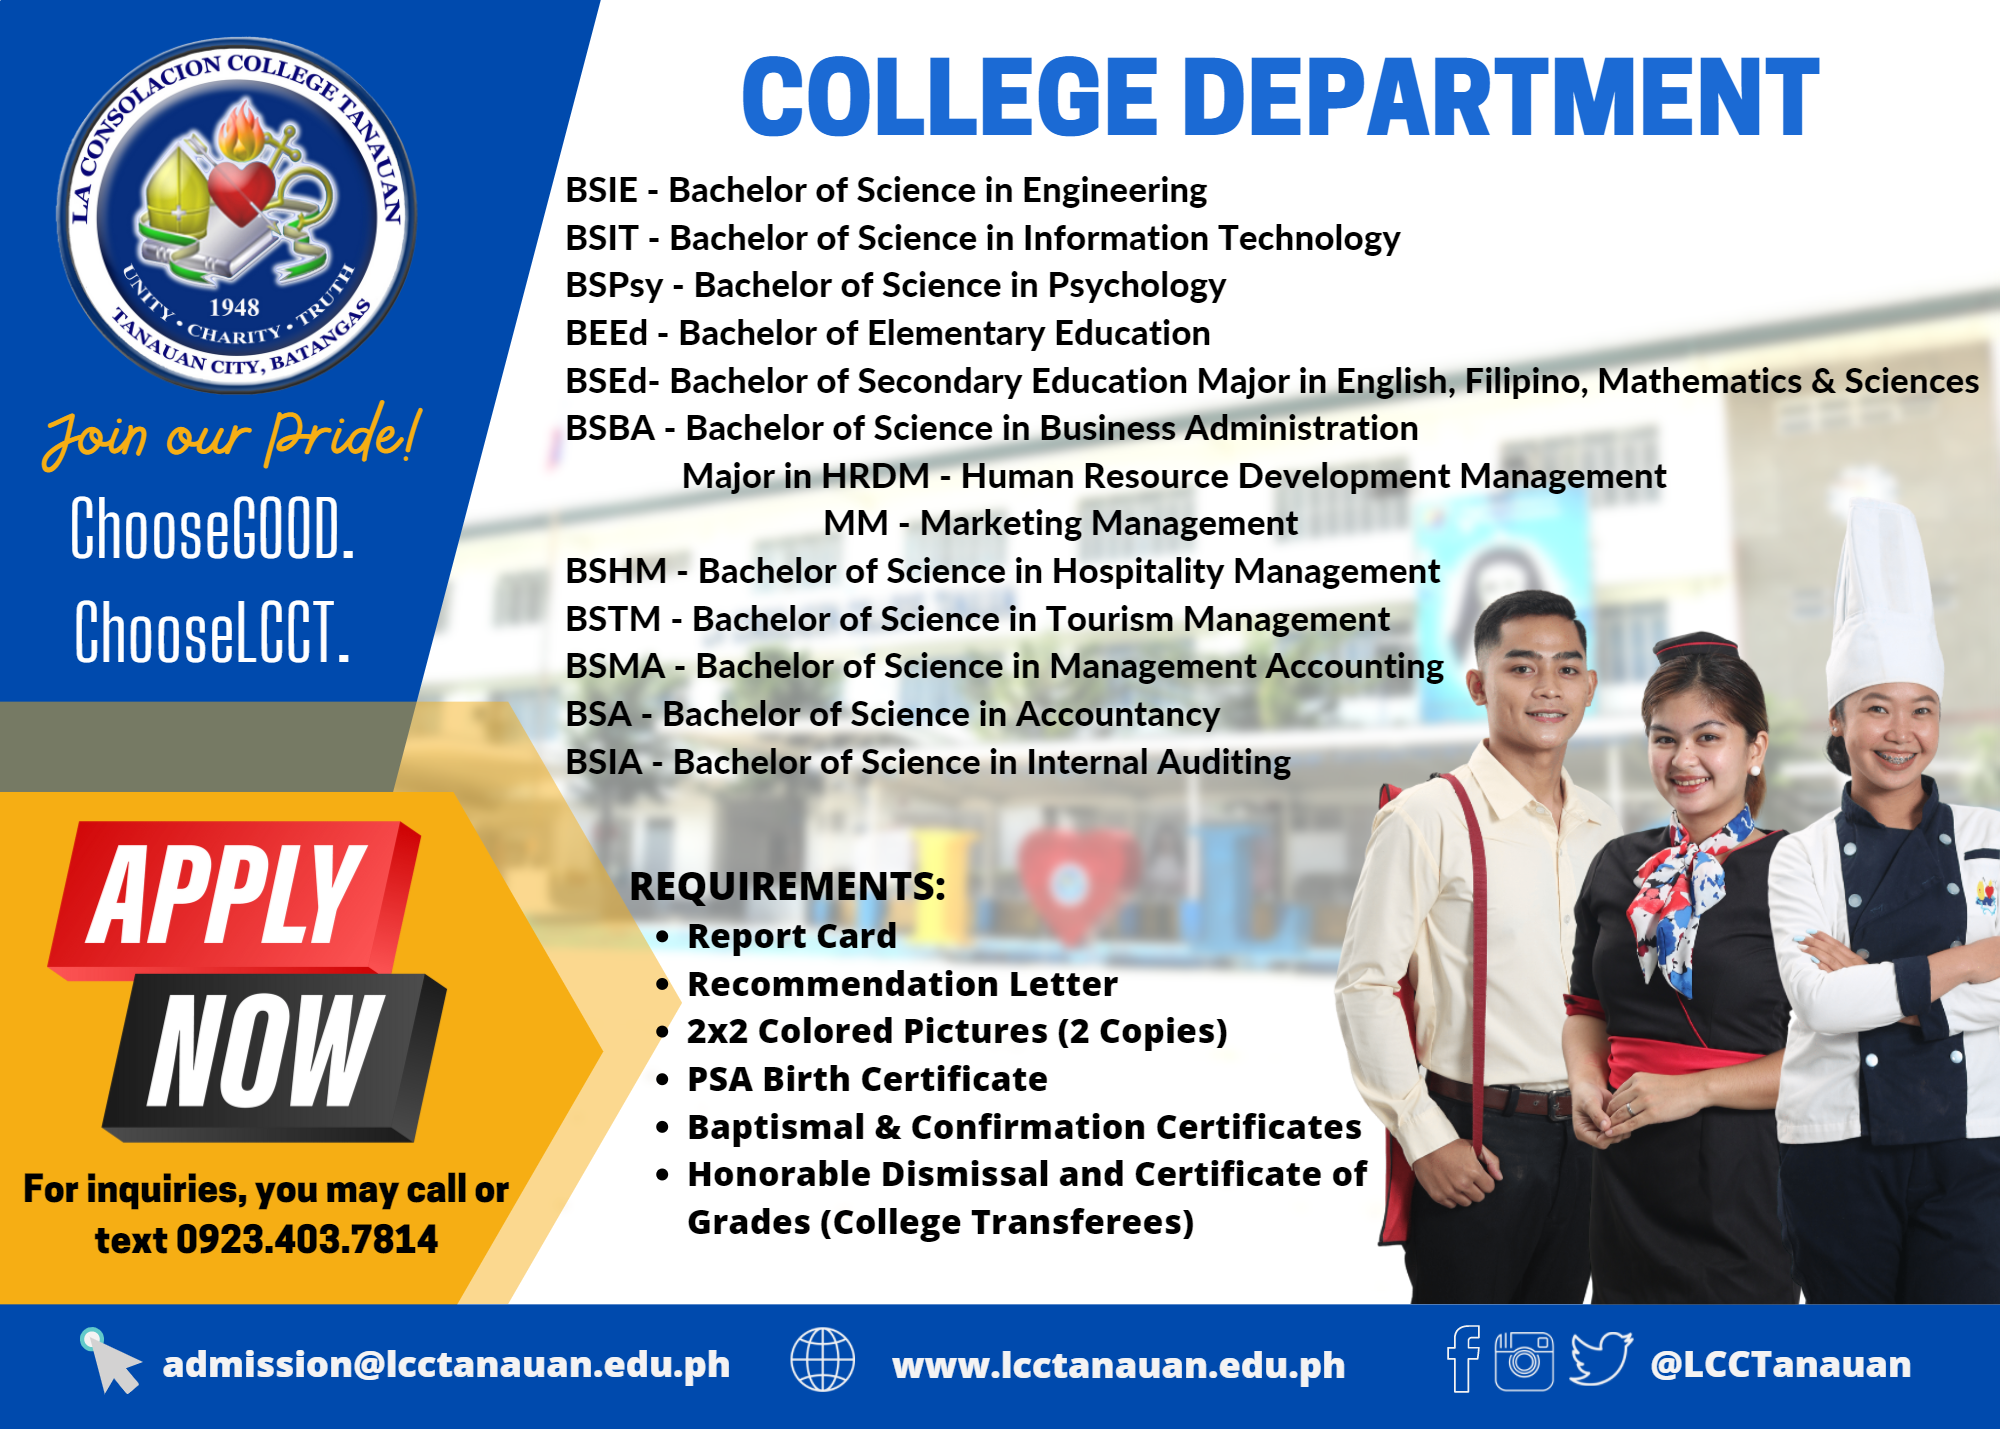 LA CONSOLACION COLLEGE TANAUAN
1948
UNITY • CHARITY • TRUTH
TANAUAN CITY, BATANGAS
Join our pride!
ChooseGOOD.
ChooseLCCT.
APPLY
NOW
For inquiries, you may call or
text 0923.403.7814
COLLEGE DEPARTMENT
BSIE - Bachelor of Science in Engineering
BSIT - Bachelor of Science in Information Technology
BSPsy - Bachelor of Science in Psychology
BEEd - Bachelor of Elementary Education
BSEd- Bachelor of Secondary Education Major in English, Filipino, Mathematics & Sciences
BSBA - Bachelor of Science in Business Administration
Major in HRDM - Human Resource Development Management
MM - Marketing Management
BSHM - Bachelor of Science in Hospitality Management
BSTM - Bachelor of Science in Tourism Management
BSMA - Bachelor of Science in Management Accounting
BSA - Bachelor of Science in Accountancy
BSIA - Bachelor of Science in Internal Auditing
REQUIREMENTS:
• Report Card
• Recommendation Letter
• 2x2 Colored Pictures (2 Copies)
• PSA Birth Certificate
• Baptismal & Confirmation Certificates
• Honorable Dismissal and Certificate of
Grades (College Transferees)
admission@lcctanauan.edu.ph
www.lcctanauan.edu.ph
@LCCTanauan